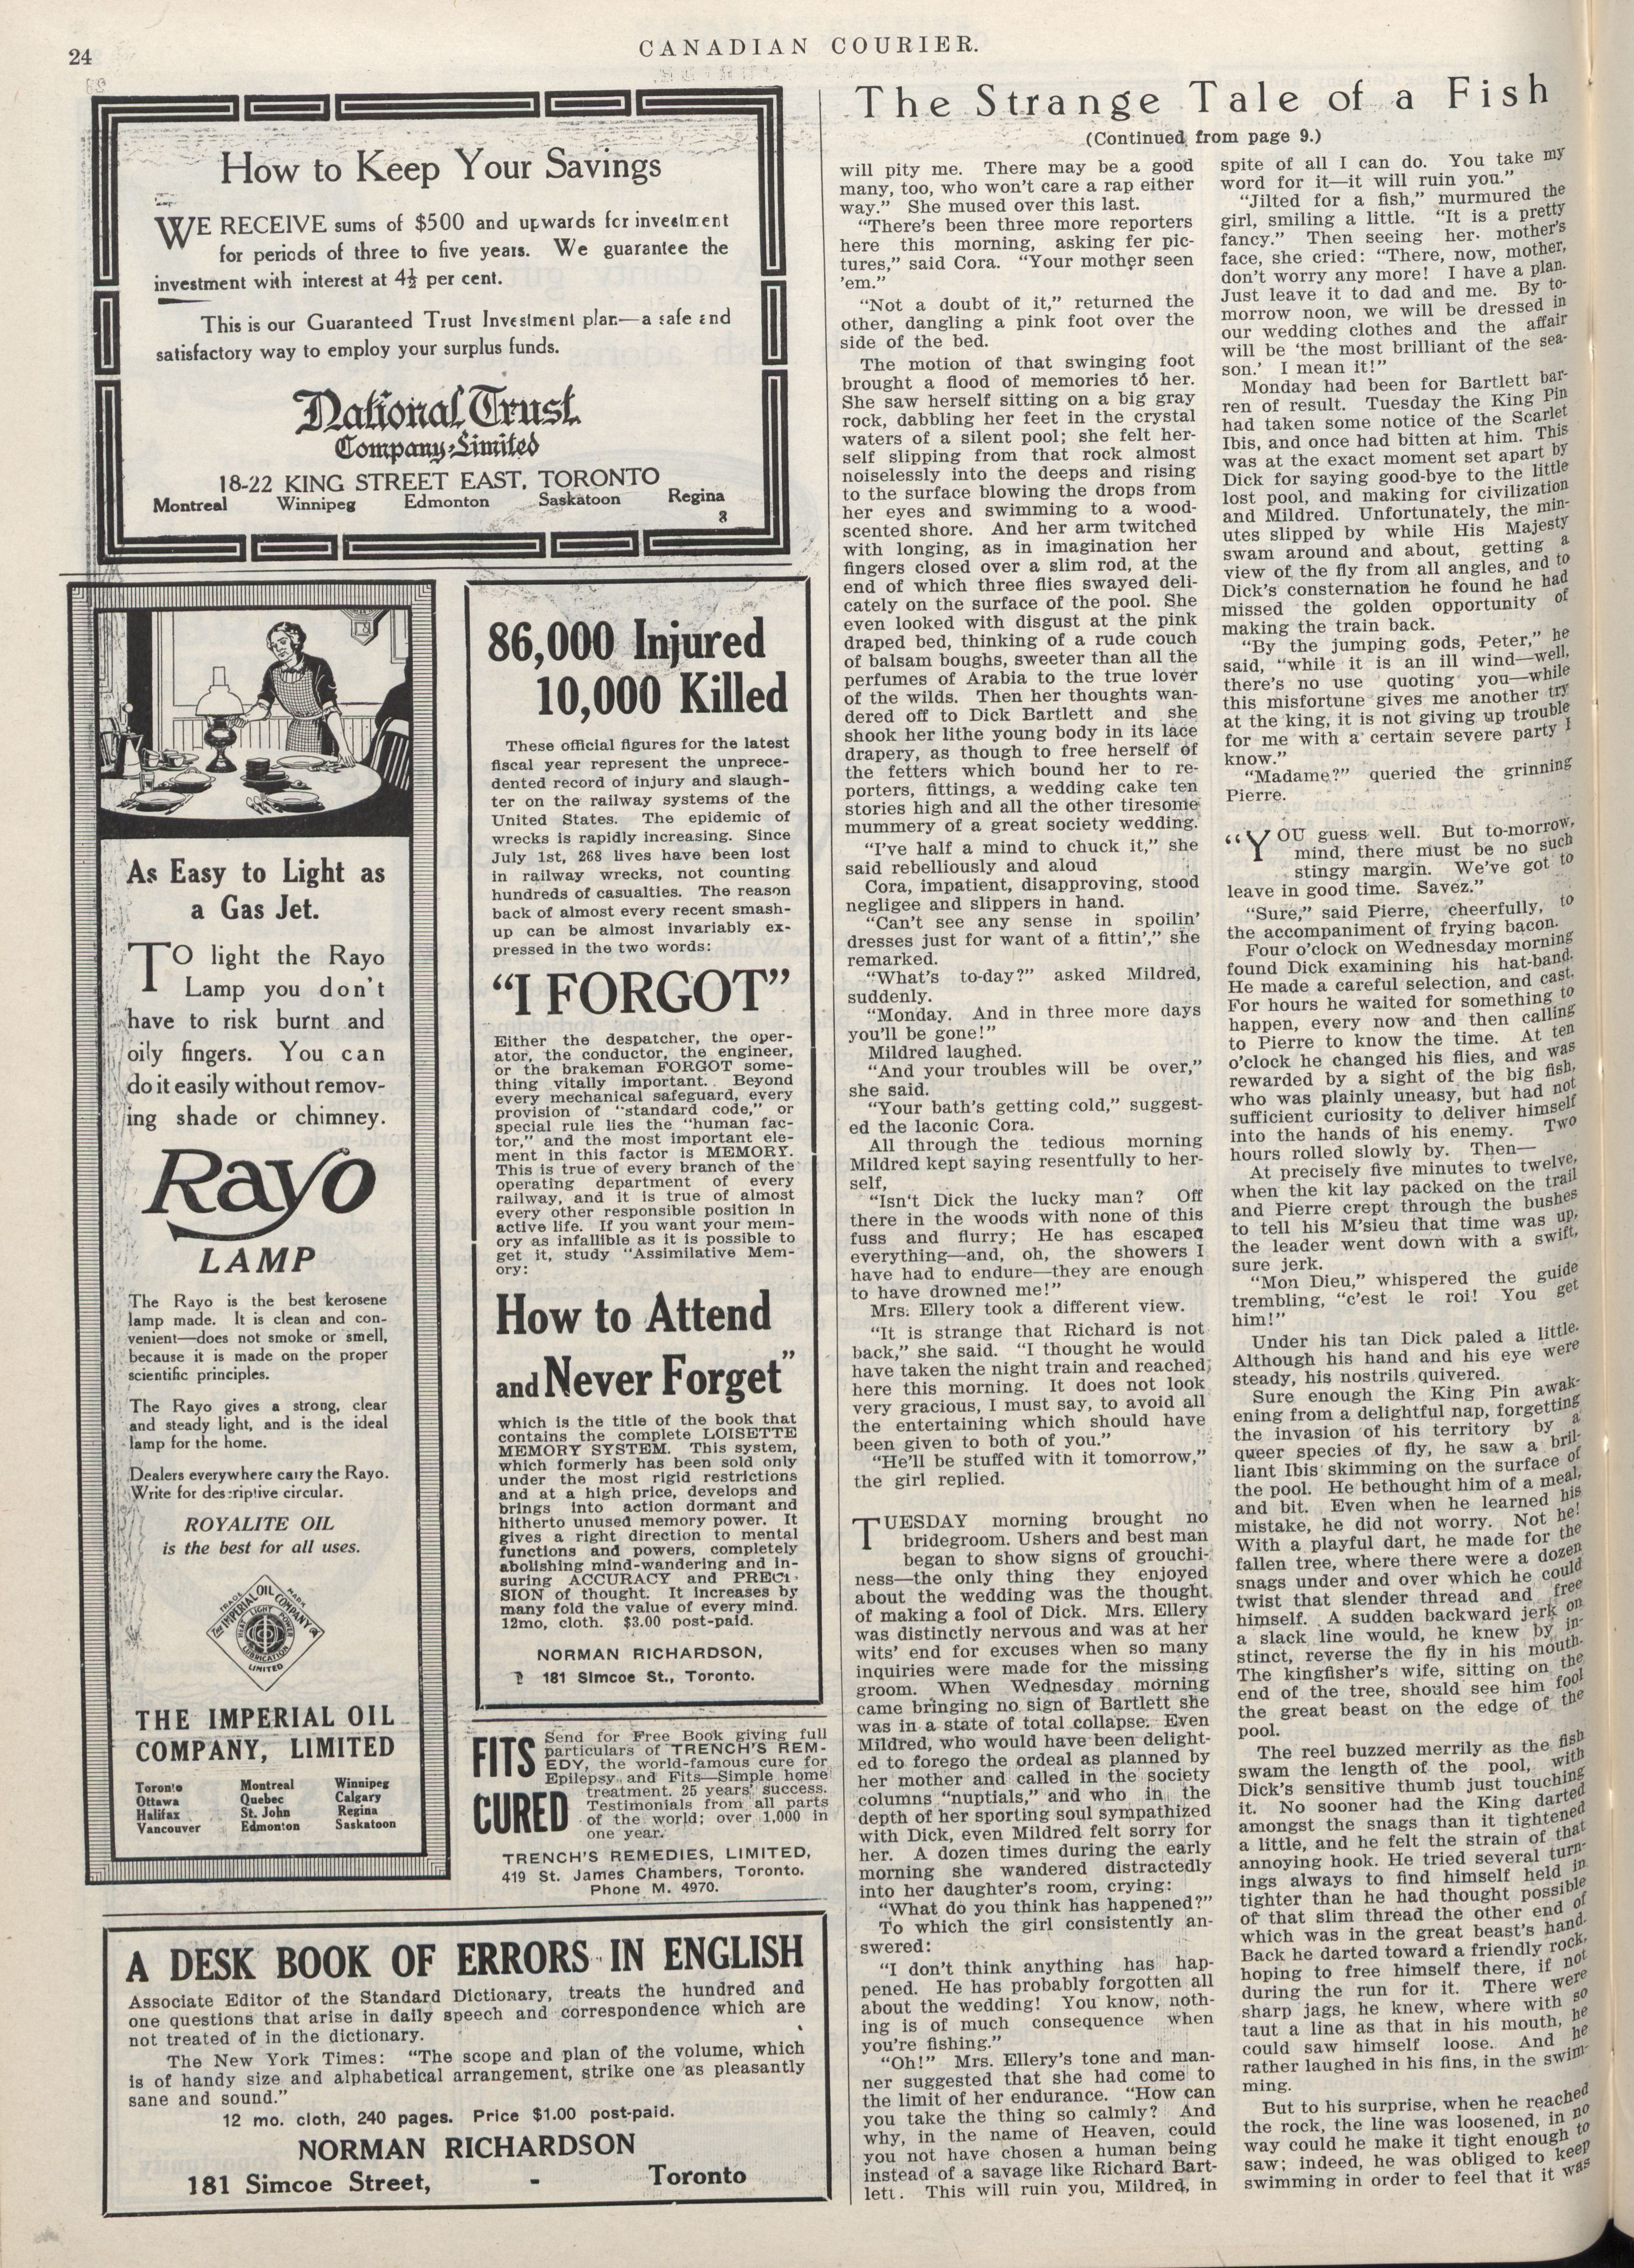 24
CANADIAN COURIER.
How to Keep Your Savings
WE RECEIVE sums of $500 and upwards for investment
for periods of three to five years. We guarantee the
investment with interest at 4½ per cent.
This is our Guaranteed Trust Investment plan—a safe and
satisfactory way to employ your surplus funds.
National Trust
Company Limited
18-22 KING STREET EAST, TORONTO
Montreal Winnipeg Edmonton Saskatoon Regina
8
As Easy to Light as
a Gas Jet.
TO light the Rayo
Lamp you don't
have to risk burnt and
oily fingers. You can
do it easily without remov-
ing shade or chimney.
Rayo
LAMP
The Rayo is the best kerosene
lamp made. It is clean and con-
venient—does not smoke or smell,
because it is made on the proper
scientific principles.
The Rayo gives a strong, clear
and steady light, and is the ideal
lamp for the home.
Dealers everywhere carry the Rayo.
Write for descriptive circular.
ROYALITE OIL
is the best for all uses.
TRADE MARK
THE IMPERIAL OIL COMPANY
LIMITED
LIGHT POWER
HEAT LUBRICATION
THE IMPERIAL OIL
COMPANY, LIMITED
Toronto Montreal Winnipeg
Ottawa Quebec Calgary
Halifax St. John Regina
Vancouver Edmonton Saskatoon
86,000 Injured
10,000 Killed
These official figures for the latest
fiscal year represent the unprece-
dented record of injury and slaugh-
ter on the railway systems of the
United States. The epidemic of
wrecks is rapidly increasing. Since
July 1st, 268 lives have been lost
in railway wrecks, not counting
hundreds of casualties. The reason
back of almost every recent smash-
up can be almost invariably ex-
pressed in the two words:
"I FORGOT"
Either the despatcher, the oper-
ator, the conductor, the engineer,
or the brakeman FORGOT some-
thing vitally important. Beyond
every mechanical safeguard, every
provision of "standard code," or
special rule lies the "human fac-
tor," and the most important ele-
ment in this factor is MEMORY.
This is true of every branch of the
operating department of every
railway, and it is true of almost
every other responsible position in
active life. If you want your mem-
ory as infallible as it is possible to
get it, study "Assimilative Mem-
ory:
How to Attend
and Never Forget"
which is the title of the book that
contains the complete LOISETTE
MEMORY SYSTEM. This system,
which formerly has been sold only
under the most rigid restrictions
and at a high price, develops and
brings into action dormant and
hitherto unused memory power. It
gives a right direction to mental
functions and powers, completely
abolishing mind-wandering and in-
suring ACCURACY and PRECI-
SION of thought. It increases by
many fold the value of every mind.
12mo, cloth. $3.00 post-paid.
NORMAN RICHARDSON,
181 Simcoe St., Toronto.
FITS
CURED
Send for Free Book giving full
particulars of TRENCH'S REM-
EDY, the world-famous cure for
Epilepsy and Fits—Simple home
treatment. 25 years' success.
Testimonials from all parts
of the world; over 1,000 in
one year.
TRENCH'S REMEDIES, LIMITED,
419 St. James Chambers, Toronto.
Phone M. 4970.
A DESK BOOK OF ERRORS IN ENGLISH
Associate Editor of the Standard Dictionary, treats the hundred and
one questions that arise in daily speech and correspondence which are
not treated of in the dictionary.
The New York Times: "The scope and plan of the volume, which
is of handy size and alphabetical arrangement, strike one as pleasantly
sane and sound."
12 mo. cloth, 240 pages. Price $1.00 post-paid.
NORMAN RICHARDSON
181 Simcoe Street, - Toronto
The Strange Tale of a Fish
(Continued from page 9.)
will pity me. There may be a good
many, too, who won't care a rap either
way." She mused over this last.
"There's been three more reporters
here this morning, asking fer pic-
tures," said Cora. "Your mother seen
'em."
"Not a doubt of it," returned the
other, dangling a pink foot over the
side of the bed.
The motion of that swinging foot
brought a flood of memories to her.
She saw herself sitting on a big gray
rock, dabbling her feet in the crystal
waters of a silent pool; she felt her-
self slipping from that rock almost
noiselessly into the deeps and rising
to the surface blowing the drops from
her eyes and swimming to a wood-
scented shore. And her arm twitched
with longing, as in imagination her
fingers closed over a slim rod, at the
end of which three flies swayed deli-
cately on the surface of the pool. She
even looked with disgust at the pink
draped bed, thinking of a rude couch
of balsam boughs, sweeter than all the
perfumes of Arabia to the true lover
of the wilds. Then her thoughts wan-
dered off to Dick Bartlett and she
shook her lithe young body in its lace
drapery, as though to free herself of
the fetters which bound her to re-
porters, fittings, a wedding cake ten
stories high and all the other tiresome
mummery of a great society wedding.
"I've half a mind to chuck it," she
said rebelliously and aloud
Cora, impatient, disapproving, stood
negligee and slippers in hand.
"Can't see any sense in spoilin'
dresses just for want of a fittin'," she
remarked.
"What's to-day?" asked Mildred,
suddenly.
"Monday. And in three more days
you'll be gone!"
Mildred laughed.
"And your troubles will be over,"
she said.
"Your bath's getting cold," suggest-
ed the laconic Cora.
All through the tedious morning
Mildred kept saying resentfully to her-
self,
"Isn't Dick the lucky man? Off
there in the woods with none of this
fuss and flurry; He has escaped
everything—and, oh, the showers I
have had to endure—they are enough
to have drowned me!"
Mrs. Ellery took a different view.
"It is strange that Richard is not
back," she said. "I thought he would
have taken the night train and reached
here this morning. It does not look
very gracious, I must say, to avoid all
the entertaining which should have
been given to both of you."
"He'll be stuffed with it tomorrow,"
the girl replied.
TUESDAY morning brought no
bridegroom. Ushers and best man
began to show signs of grouchi-
ness—the only thing they enjoyed
about the wedding was the thought
of making a fool of Dick. Mrs. Ellery
was distinctly nervous and was at her
wits' end for excuses when so many
inquiries were made for the missing
groom. When Wednesday morning
came bringing no sign of Bartlett she
was in a state of total collapse. Even
Mildred, who would have been delight-
ed to forego the ordeal as planned by
her mother and called in the society
columns "nuptials," and who in the
depth of her sporting soul sympathized
with Dick, even Mildred felt sorry for
her. A dozen times during the early
morning she wandered distractedly
into her daughter's room, crying:
"What do you think has happened?"
To which the girl consistently an-
swered:
"I don't think anything has hap-
pened. He has probably forgotten all
about the wedding! You know, noth-
ing is of much consequence when
you're fishing."
"Oh!" Mrs. Ellery's tone and man-
ner suggested that she had come to
the limit of her endurance. "How can
you take the thing so calmly? And
why, in the name of Heaven, could
you not have chosen a human being
instead of a savage like Richard Bart-
lett. This will ruin you, Mildred, in
spite of all I can do. You take my
word for it—it will ruin you."
"Jilted for a fish," murmured the
girl, smiling a little. "It is a pretty
fancy." Then seeing her mother's
face, she cried: "There, now, mother,
don't worry any more! I have a plan.
Just leave it to dad and me. By to-
morrow noon, we will be dressed in
our wedding clothes and the affair
will be 'the most brilliant of the sea-
son.' I mean it!"
Monday had been for Bartlett bar-
ren of result. Tuesday the King Pin
had taken some notice of the Scarlet
Ibis, and once had bitten at him. This
was at the exact moment set apart by
Dick for saying good-bye to the little
lost pool, and making for civilization
and Mildred. Unfortunately, the min-
utes slipped by while His Majesty
swam around and about, getting a
view of the fly from all angles, and to
Dick's consternation he found he had
missed the golden opportunity of
making the train back.
"By the jumping gods, Peter," he
said, "while it is an ill wind—well,
there's no use quoting you—while
this misfortune gives me another try
at the king, it is not giving up trouble
for me with a certain severe party I
know."
"Madame?" queried the grinning
Pierre.
"YOU guess well. But to-morrow,
mind, there must be no such
stingy margin. We've got to
leave in good time. Savez."
"Sure," said Pierre, cheerfully, to
the accompaniment of frying bacon.
Four o'clock on Wednesday morning
found Dick examining his hat-band.
He made a careful selection, and cast.
For hours he waited for something to
happen, every now and then calling
to Pierre to know the time. At ten
o'clock he changed his flies, and was
rewarded by a sight of the big fish,
who was plainly uneasy, but had not
sufficient curiosity to deliver himself
into the hands of his enemy. Two
hours rolled slowly by. Then—
At precisely five minutes to twelve,
when the kit lay packed on the trail
and Pierre crept through the bushes
to tell his M'sieu that time was up,
the leader went down with a swift,
sure jerk.
"Mon Dieu," whispered the guide
trembling, "c'est le roi! You get
him!"
Under his tan Dick paled a little.
Although his hand and his eye were
steady, his nostrils quivered.
Sure enough the King Pin awak-
ening from a delightful nap, forgetting
the invasion of his territory by a
queer species of fly, he saw a bril-
liant Ibis skimming on the surface of
the pool. He bethought him of a meal,
and bit. Even when he learned his
mistake, he did not worry. Not he!
With a playful dart, he made for the
fallen tree, where there were a dozen
snags under and over which he could
twist that slender thread and free
himself. A sudden backward jerk on
a slack line would, he knew by in-
stinct, reverse the fly in his mouth.
The kingfisher's wife, sitting on the
end of the tree, should see him fool
the great beast on the edge of the
pool.
The reel buzzed merrily as the fish
swam the length of the pool, with
Dick's sensitive thumb just touching
it. No sooner had the King darted
amongst the snags than it tightened
a little, and he felt the strain of that
annoying hook. He tried several turn-
ings always to find himself held in
tighter than he had thought possible
of that slim thread the other end of
which was in the great beast's hand.
Back he darted toward a friendly rock,
hoping to free himself there, if not
during the run for it. There were
sharp jags, he knew, where with so
taut a line as that in his mouth, he
could saw himself loose. And he
rather laughed in his fins, in the swim-
ming.
But to his surprise, when he reached
the rock, the line was loosened, in no
way could he make it tight enough to
saw; indeed, he was obliged to keep
swimming in order to feel that it was